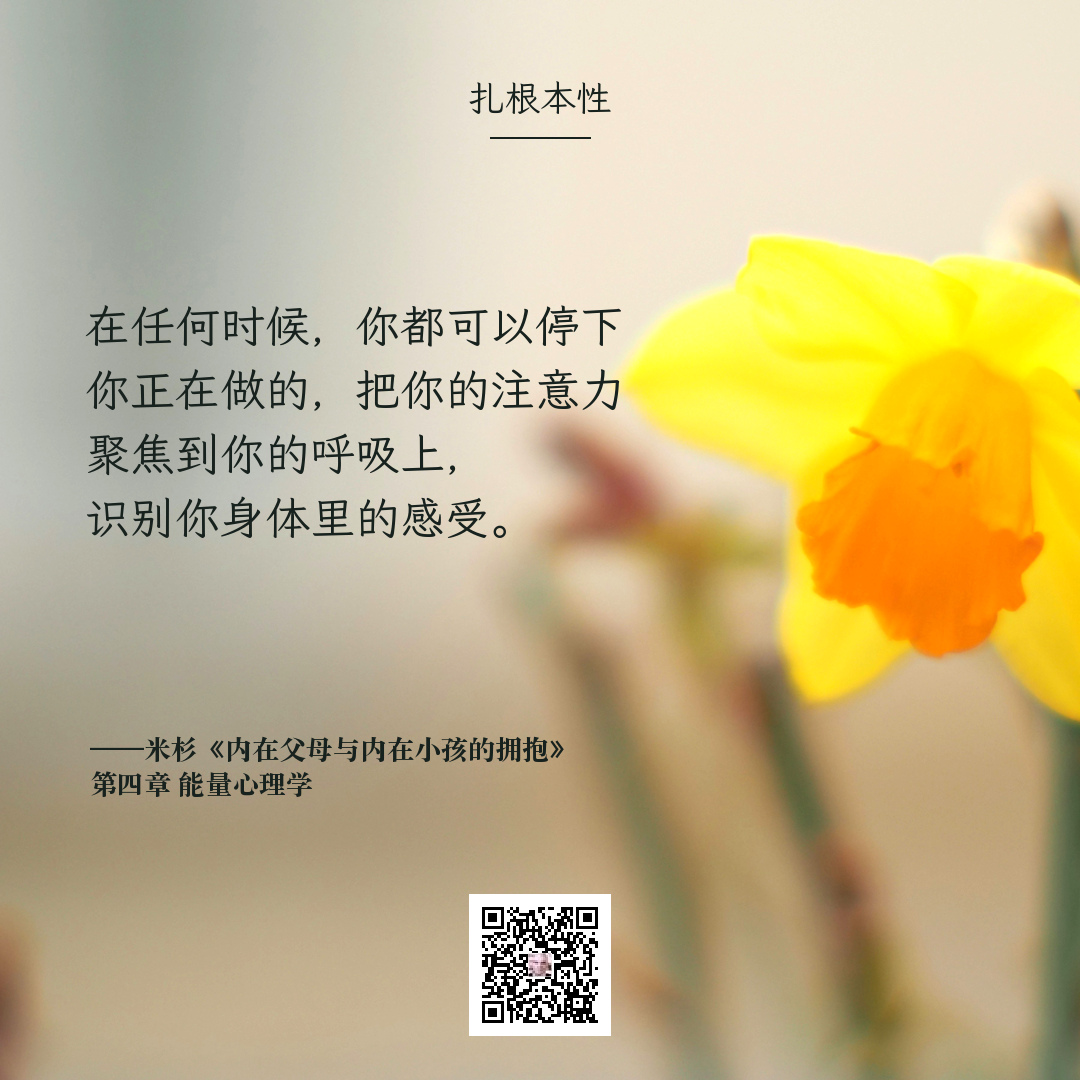 扎根本性
在任何时候，你都可以停下
你正在做的，把你的注意力
聚焦到你的呼吸上，
识别你身体里的感受。
——米杉《内在父母与内在小孩的拥抱》
第四章 能量心理学